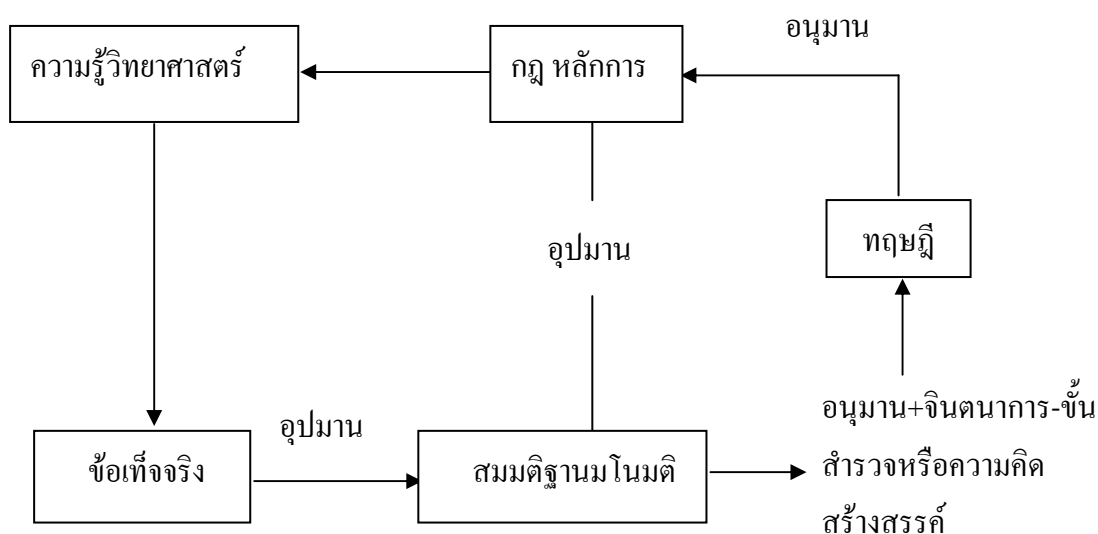 อนุมาน
ความรู้วิทยาศาสตร์
กฎ หลักการ
อุปมาน
ทฤษฎี
อุปมาน
ข้อเท็จจริง
สมมติฐานมโนมติ
อนุมาน+จินตนาการ-ขั้น
สำรวจหรือความคิด
สร้างสรรค์